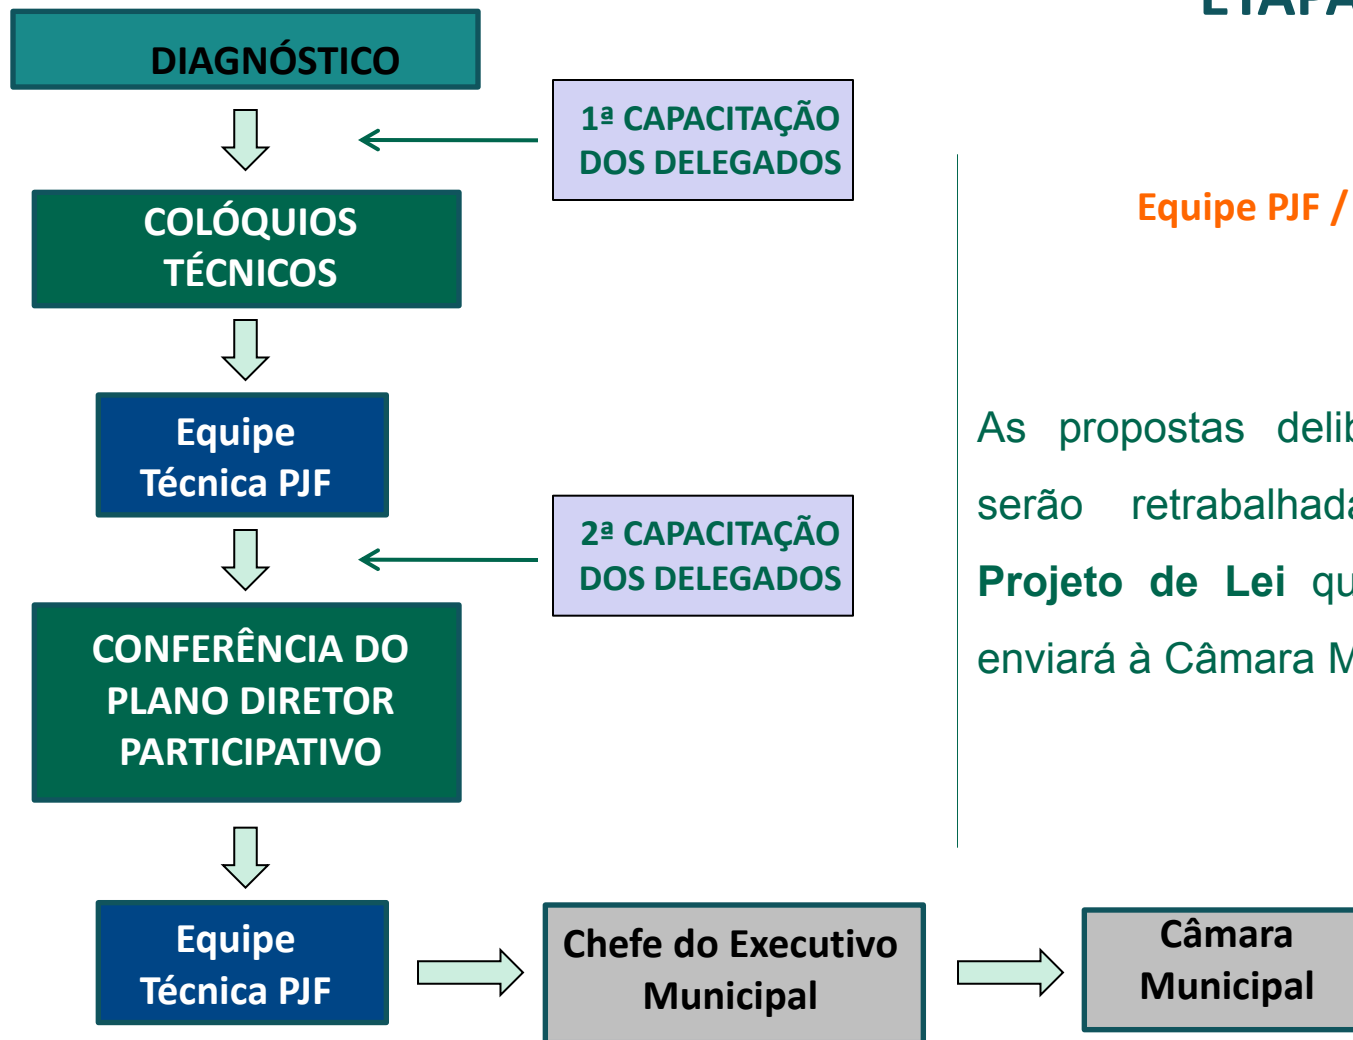 DIAGNÓSTICO
1ª CAPACITAÇÃO
DOS DELEGADOS
COLÓQUIOS
TÉCNICOS
Equipe
Técnica PJF
2ª CAPACITAÇÃO
DOS DELEGADOS
CONFERÊNCIA DO
PLANO DIRETOR
PARTICIPATIVO
Equipe
Técnica PJF
Chefe do Executivo
Municipal
Câmara
Municipal
Equipe PJF /
As propostas
serão
Projeto de Lei
enviará à Câmara